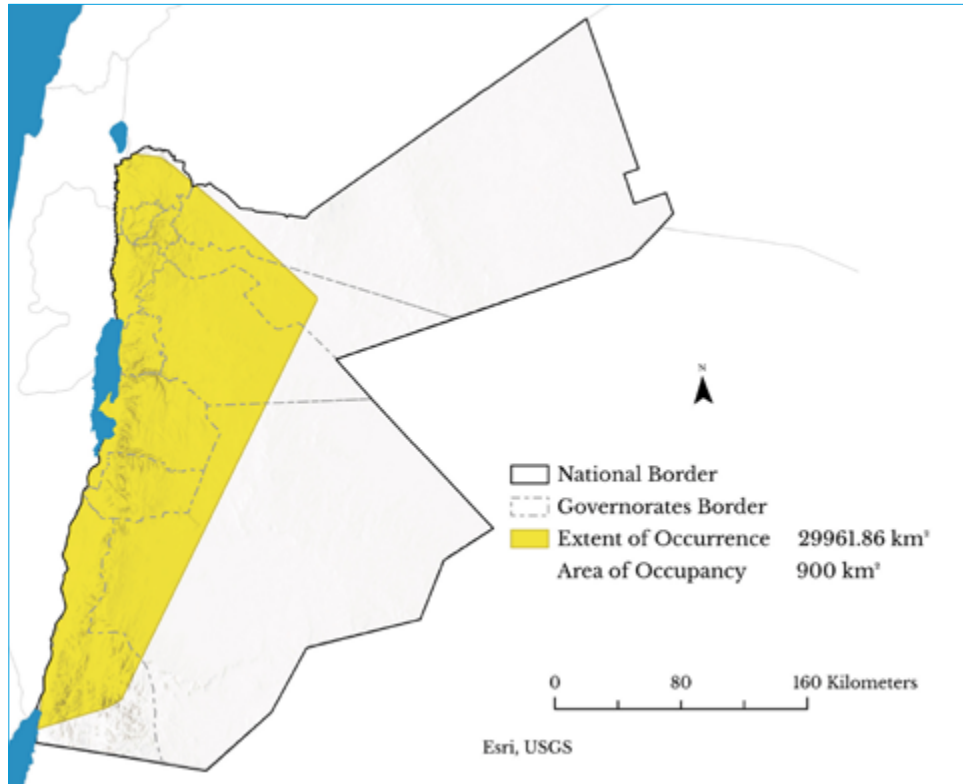 N
National Border
Governorates Border
Extent of Occurrence 29961.86 km²
Area of Occupancy 900 km²
0 80 160 Kilometers
Esri, USGS